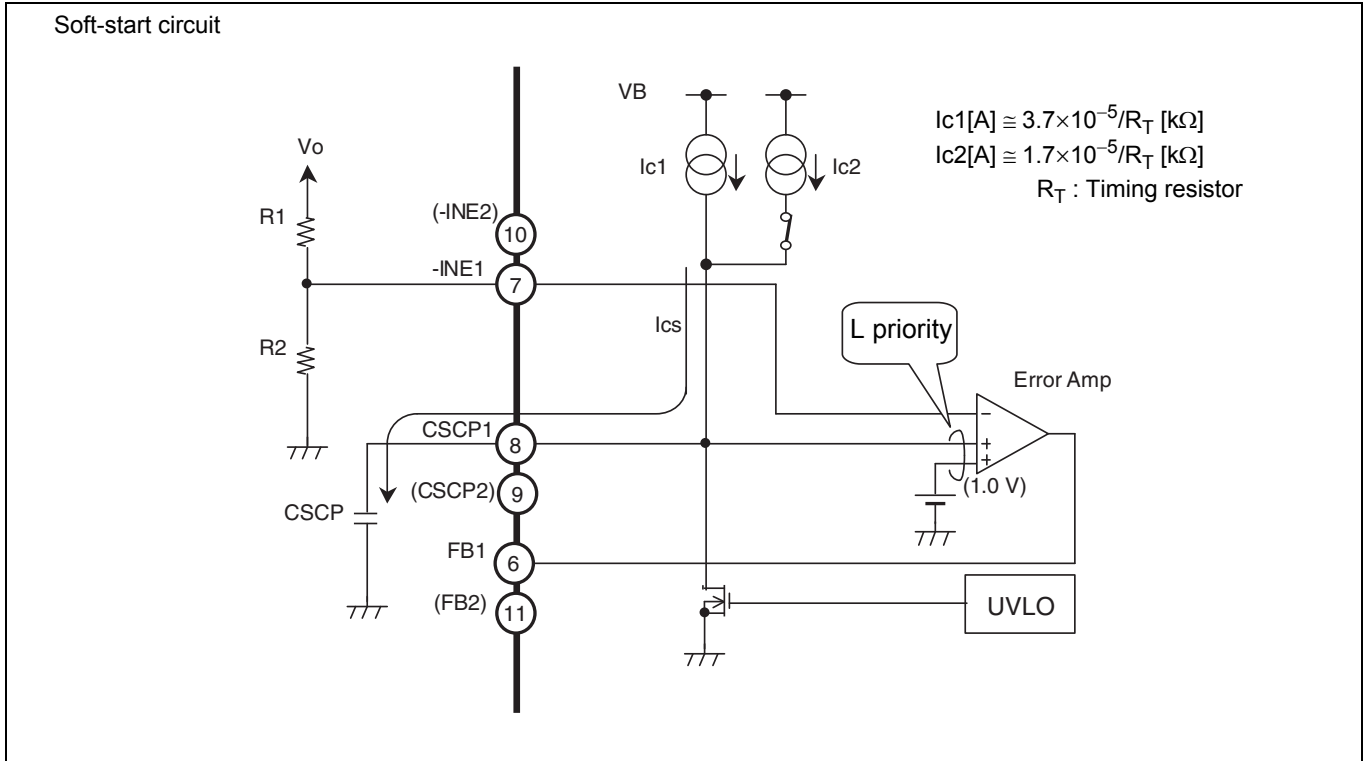 Soft-start circuit
VB
Ic1[A] ≅ 3.7×10⁻⁵/R_T [kΩ]
Ic2[A] ≅ 1.7×10⁻⁵/R_T [kΩ]
R_T : Timing resistor
Vo
Ic1
Ic2
R1
(-INE2)
10
-INE1
7
Ics
L priority
R2
Error Amp
−
+
+
(1.0 V)
CSCP1
8
(CSCP2)
9
CSCP
FB1
6
(FB2)
11
UVLO